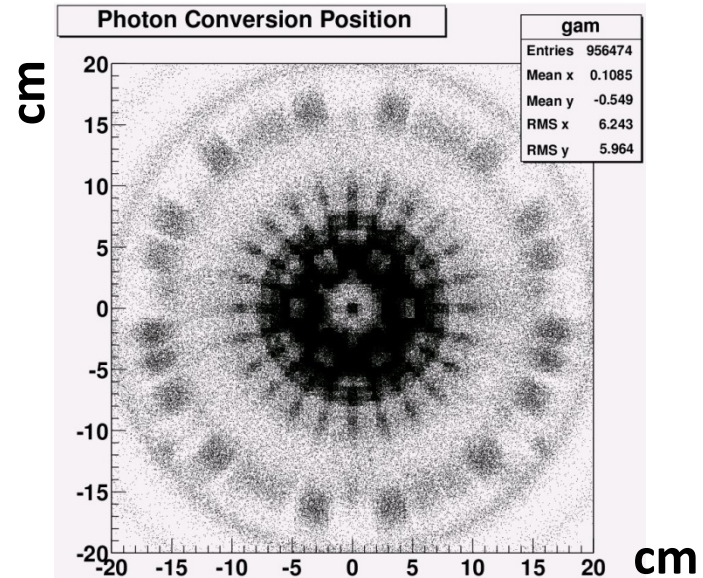 Photon Conversion Position
gam
Entries 956474
Mean x 0.1085
Mean y -0.549
RMS x 6.243
RMS y 5.964
cm
20
15
10
5
0
-5
-10
-15
-20
-20 -15 -10 -5 0 5 10 15 20
cm